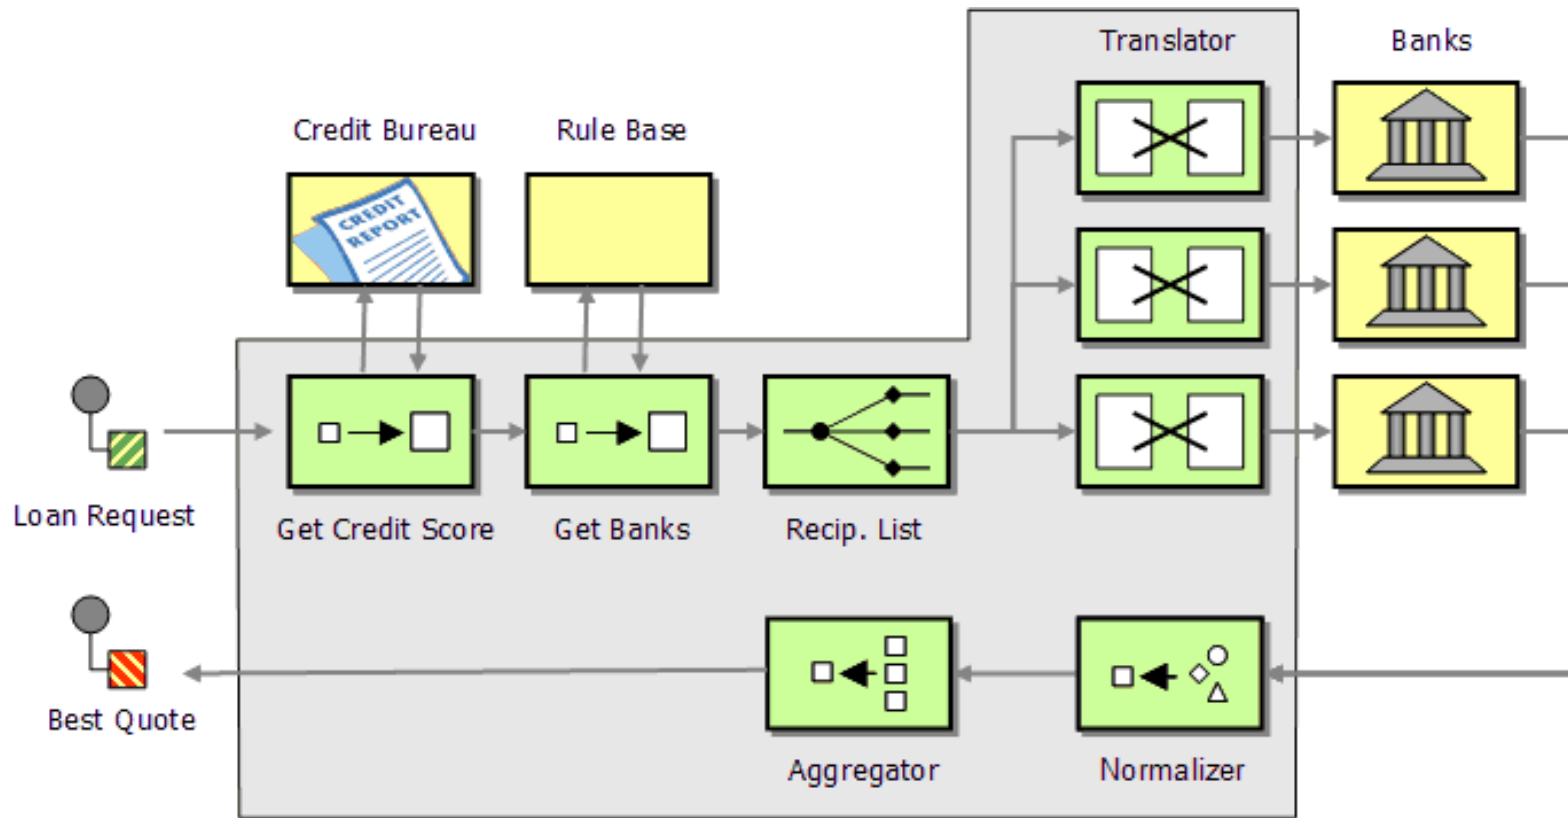 Translator
Banks
Credit Bureau
Rule Base
CREDIT
REPORT
Loan Request
Get Credit Score
Get Banks
Recip. List
Best Quote
Aggregator
Normalizer